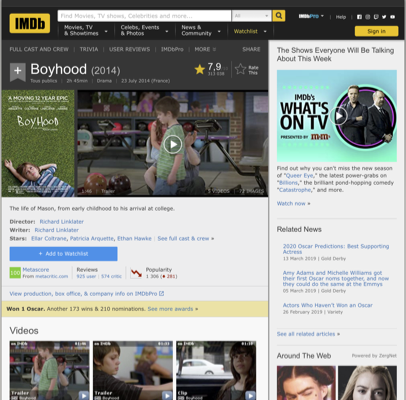 IMDb
Find Movies, TV shows, Celebrities and more...
All
IMDbPro
Help
Movies, TV & Showtimes
Celebs, Events & Photos
News & Community
Watchlist
Sign in
FULL CAST AND CREW | TRIVIA | USER REVIEWS | IMDbPro | MORE
SHARE
Boyhood (2014)
7,9
Rate This
Tous publics | 2h 45min | Drama | 23 July 2014 (France)
A MOVING 12 YEAR EPIC
BOYHOOD
1:40 | Trailer
5 VIDEOS
The life of Mason, from early childhood to his arrival at college.
Director: Richard Linklater
Writer: Richard Linklater
Stars: Ellar Coltrane, Patricia Arquette, Ethan Hawke | See full cast & crew »
+ Add to Watchlist
100
Metascore
From metacritic.com
Reviews
929 user | 574 critic
Popularity
1 306
View production, box office, & company info on IMDbPro
Won 1 Oscar. Another 173 wins & 210 nominations. See more awards »
Videos
Trailer
Boyhood
Trailer
Boyhood
Clip
Boyhood
The Shows Everyone Will Be Talking
About This Week
IMDb's
WHAT'S
ON TV
PRESENTED BY
Find out why you can't miss the new season
of "Queer Eye," the latest power-grabs on
"Billions," the brilliant pond-hopping comedy
"Catastrophe," and more.
Watch now »
Related News
2020 Oscar Predictions: Best Supporting
Actress
13 March 2019 | Gold Derby
Amy Adams and Michelle Williams got
their first Oscar noms together, and now
they could do the same at the Emmys
05 March 2019 | Gold Derby
Actors Who Haven't Won an Oscar
26 February 2019 | Variety
See all related articles »
Around The Web | Powered by ZergNet